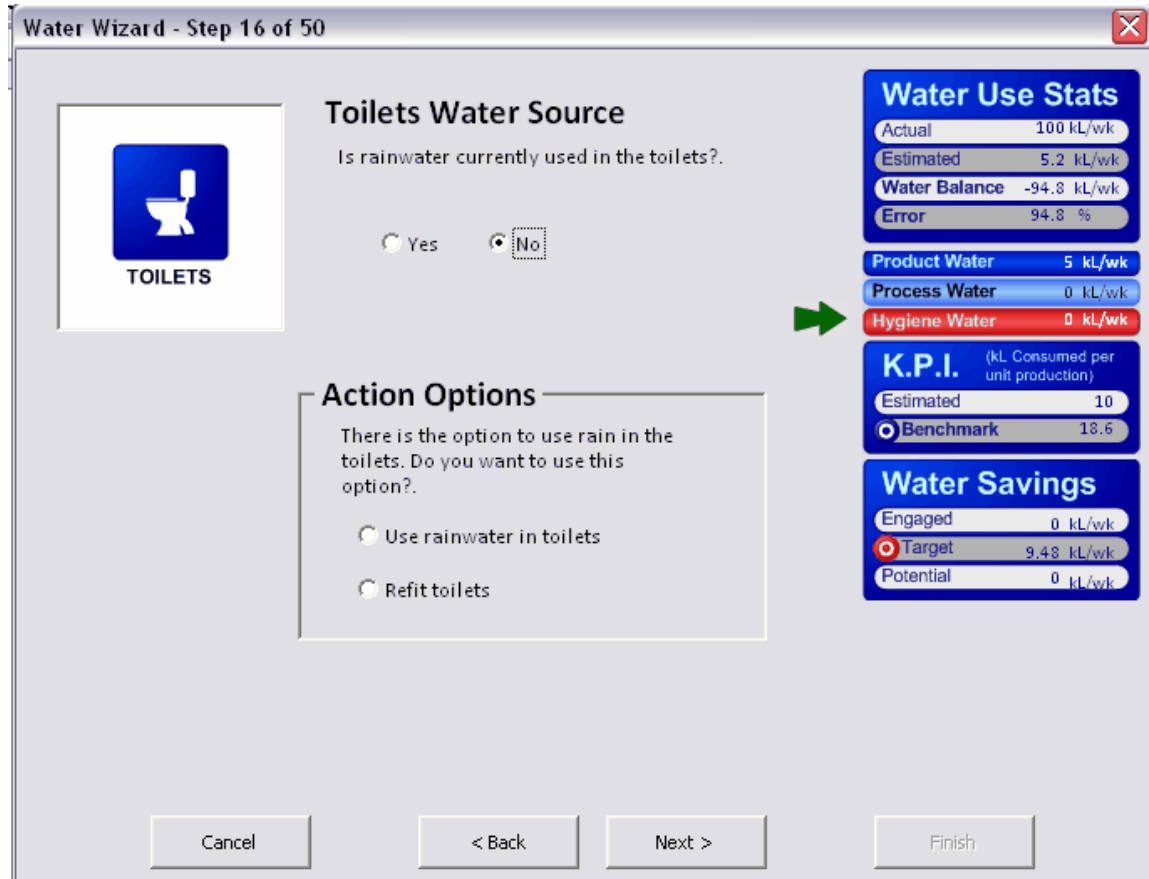 Water Wizard - Step 16 of 50
TOILETS
Toilets Water Source
Is rainwater currently used in the toilets?.
Yes No
Action Options
There is the option to use rain in the
toilets. Do you want to use this
option?.
Use rainwater in toilets
Refit toilets
Water Use Stats
Actual 100 kL/wk
Estimated 5.2 kL/wk
Water Balance -94.8 kL/wk
Error 94.8 %
Product Water 5 kL/wk
Process Water 0 kL/wk
Hygiene Water 0 kL/wk
K.P.I. (kL Consumed per
unit production)
Estimated 10
Benchmark 18.6
Water Savings
Engaged 0 kL/wk
Target 9.48 kL/wk
Potential 0 kL/wk
Cancel < Back Next > Finish